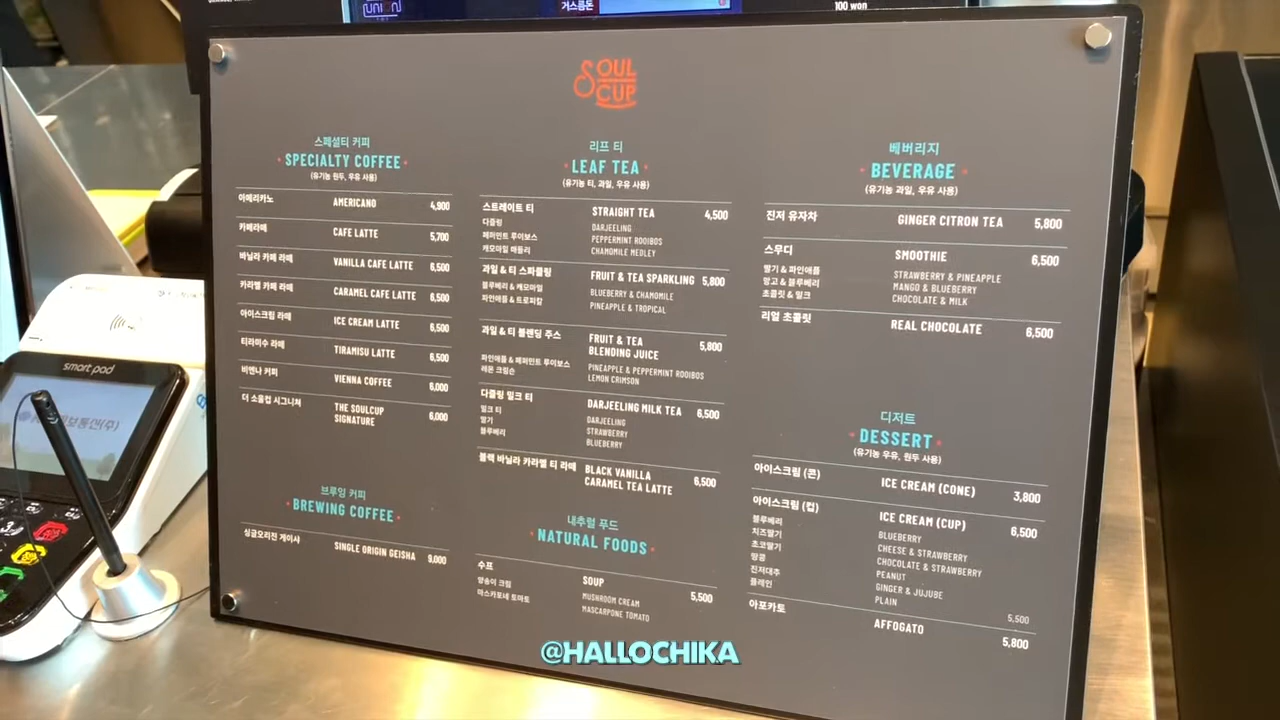 UNION
거스름돈
100 won
SOUL CUP
스페셜티 커피
SPECIALTY COFFEE
(유기농 원두, 우유 사용)
아메리카노 AMERICANO 4,900
카페라떼 CAFE LATTE 5,700
바닐라 카페 라떼 VANILLA CAFE LATTE 6,500
카라멜 카페 라떼 CARAMEL CAFE LATTE 6,500
아이스크림 라떼 ICE CREAM LATTE 6,500
티라미수 라떼 TIRAMISU LATTE 6,500
비엔나 커피 VIENNA COFFEE 6,000
더 소울컵 시그니쳐 THE SOULCUP 6,000
SIGNATURE
브루잉 커피
BREWING COFFEE
싱글오리진 게이샤 SINGLE ORIGIN GEISHA 9,000
리프 티
LEAF TEA
(유기농 티, 과일, 우유 사용)
스트레이트 티 STRAIGHT TEA 4,500
다즐링 DARJEELING
페퍼민트 루이보스 PEPPERMINT ROOIBOS
캐모마일 매들리 CHAMOMILE MEDLEY
과일 & 티 스파클링 FRUIT & TEA SPARKLING 5,800
블루베리 & 캐모마일 BLUEBERRY & CHAMOMILE
파인애플 & 트로피칼 PINEAPPLE & TROPICAL
과일 & 티 블렌딩 주스 FRUIT & TEA 5,800
BLENDING JUICE
파인애플 & 페퍼민트 루이보스 PINEAPPLE & PEPPERMINT ROOIBOS
레몬 크림슨 LEMON CRIMSON
다즐링 밀크 티 DARJEELING MILK TEA 6,500
밀크 티 DARJEELING
딸기 STRAWBERRY
블루베리 BLUEBERRY
블랙 바닐라 카라멜 티 라떼 BLACK VANILLA 6,500
CARAMEL TEA LATTE
내추럴 푸드
NATURAL FOODS
수프 SOUP 5,500
양송이 크림 MUSHROOM CREAM
마스카포네 토마토 MASCARPONE TOMATO
베버리지
BEVERAGE
(유기농 과일, 우유 사용)
진저 유자차 GINGER CITRON TEA 5,800
스무디 SMOOTHIE 6,500
딸기 & 파인애플 STRAWBERRY & PINEAPPLE
망고 & 블루베리 MANGO & BLUEBERRY
초콜릿 & 밀크 CHOCOLATE & MILK
리얼 초콜릿 REAL CHOCOLATE 6,500
디저트
DESSERT
(유기농 우유, 원두 사용)
아이스크림 (콘) ICE CREAM (CONE) 3,800
아이스크림 (컵) ICE CREAM (CUP) 6,500
블루베리 BLUEBERRY
치즈딸기 CHEESE & STRAWBERRY
초코딸기 CHOCOLATE & STRAWBERRY
땅콩 PEANUT
진저대추 GINGER & JUJUBE
플레인 PLAIN 5,500
아포카토 AFFOGATO 5,800
smart pad
@HALLOCHIKA